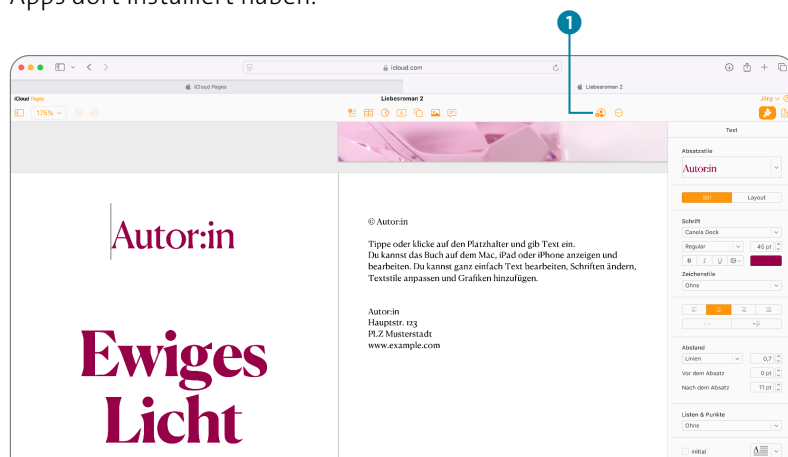 Apps dort installiert haben.
1
icloud.com
iCloud Pages
Liebesroman 2
iCloud Pages
Liebesroman 2
Jörg
175%
Text
Absatzstile
Autor:in
Stil
Layout
Schrift
Canela Deck
Regular
45 pt
B I U
Zeichenstile
Ohne
Abstand
Linien
0,7
Vor dem Absatz
0 pt
Nach dem Absatz
11 pt
Listen & Punkte
Ohne
Initial
A
Autor:in
Ewiges
Licht
© Autor:in
Tippe oder klicke auf den Platzhalter und gib Text ein.
Du kannst das Buch auf dem Mac, iPad oder iPhone anzeigen und
bearbeiten. Du kannst ganz einfach Text bearbeiten, Schriften ändern,
Textstile anpassen und Grafiken hinzufügen.
Autor:in
Hauptstr. 123
PLZ Musterstadt
www.example.com